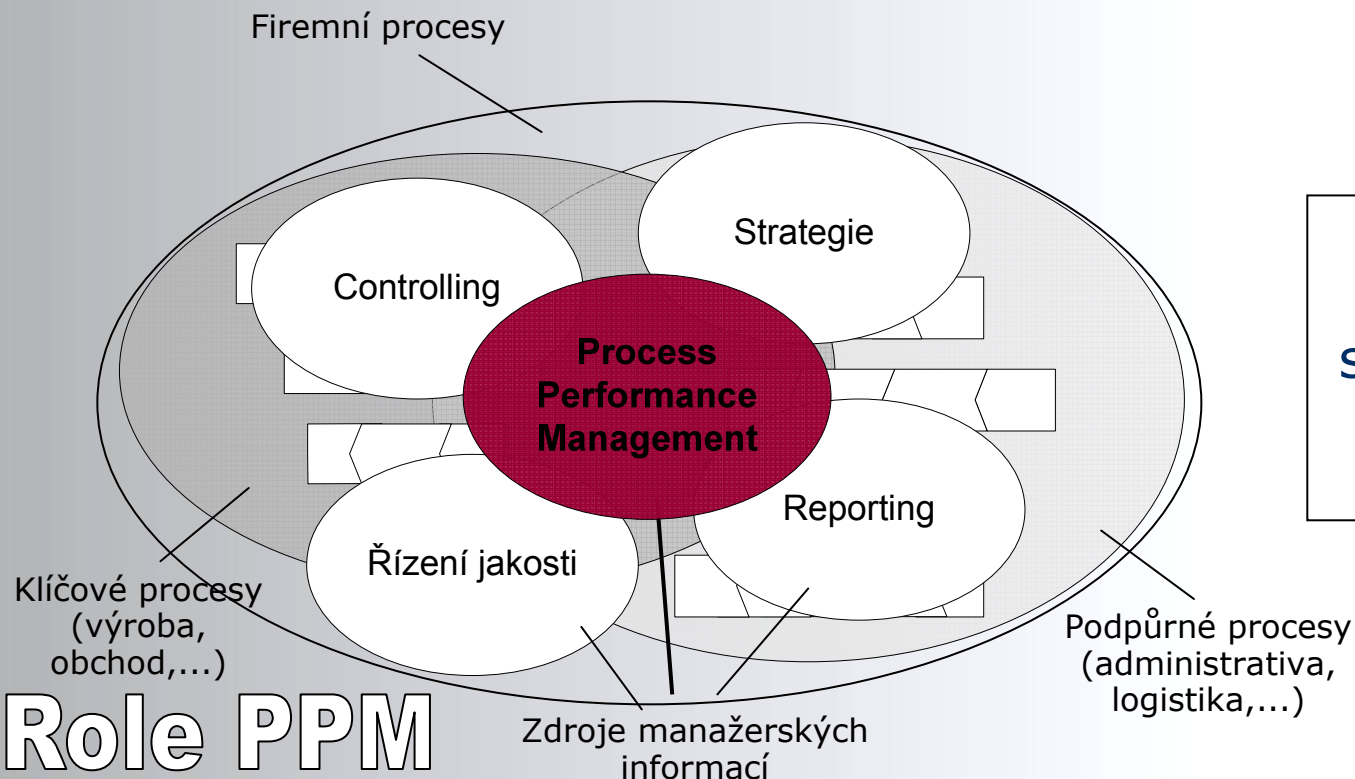 Firemní procesy
Strategie
Controlling
Process
Performance
Management
Reporting
Řízení jakosti
Klíčové procesy
(výroba,
obchod,...)
Podpůrné procesy
(administrativa,
logistika,...)
Role PPM
Zdroje manažerských
informací